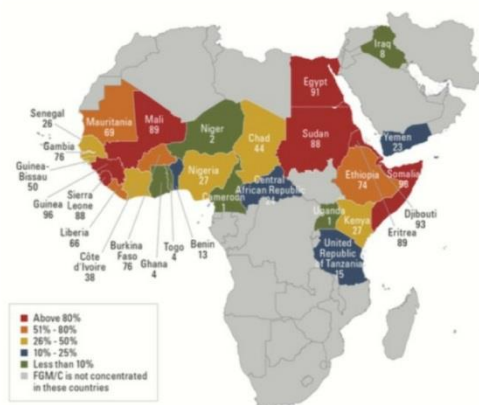 Iraq
8
Egypt
91
Mauritania
69
Mali
89
Niger
2
Chad
44
Sudan
88
Yemen
23
Senegal
26
Gambia
76
Guinea-
Bissau
50
Guinea
96
Sierra
Leone
88
Liberia
66
Côte
d'Ivoire
38
Burkina
Faso
76
Ghana
4
Togo
4
Benin
13
Nigeria
27
Cameroon
1
Central
African Republic
24
Ethiopia
74
Somalia
98
Djibouti
93
Eritrea
89
Uganda
1
Kenya
27
United
Republic
of Tanzania
15
Above 80%
51% - 80%
26% - 50%
10% - 25%
Less than 10%
FGM/C is not concentrated
in these countries